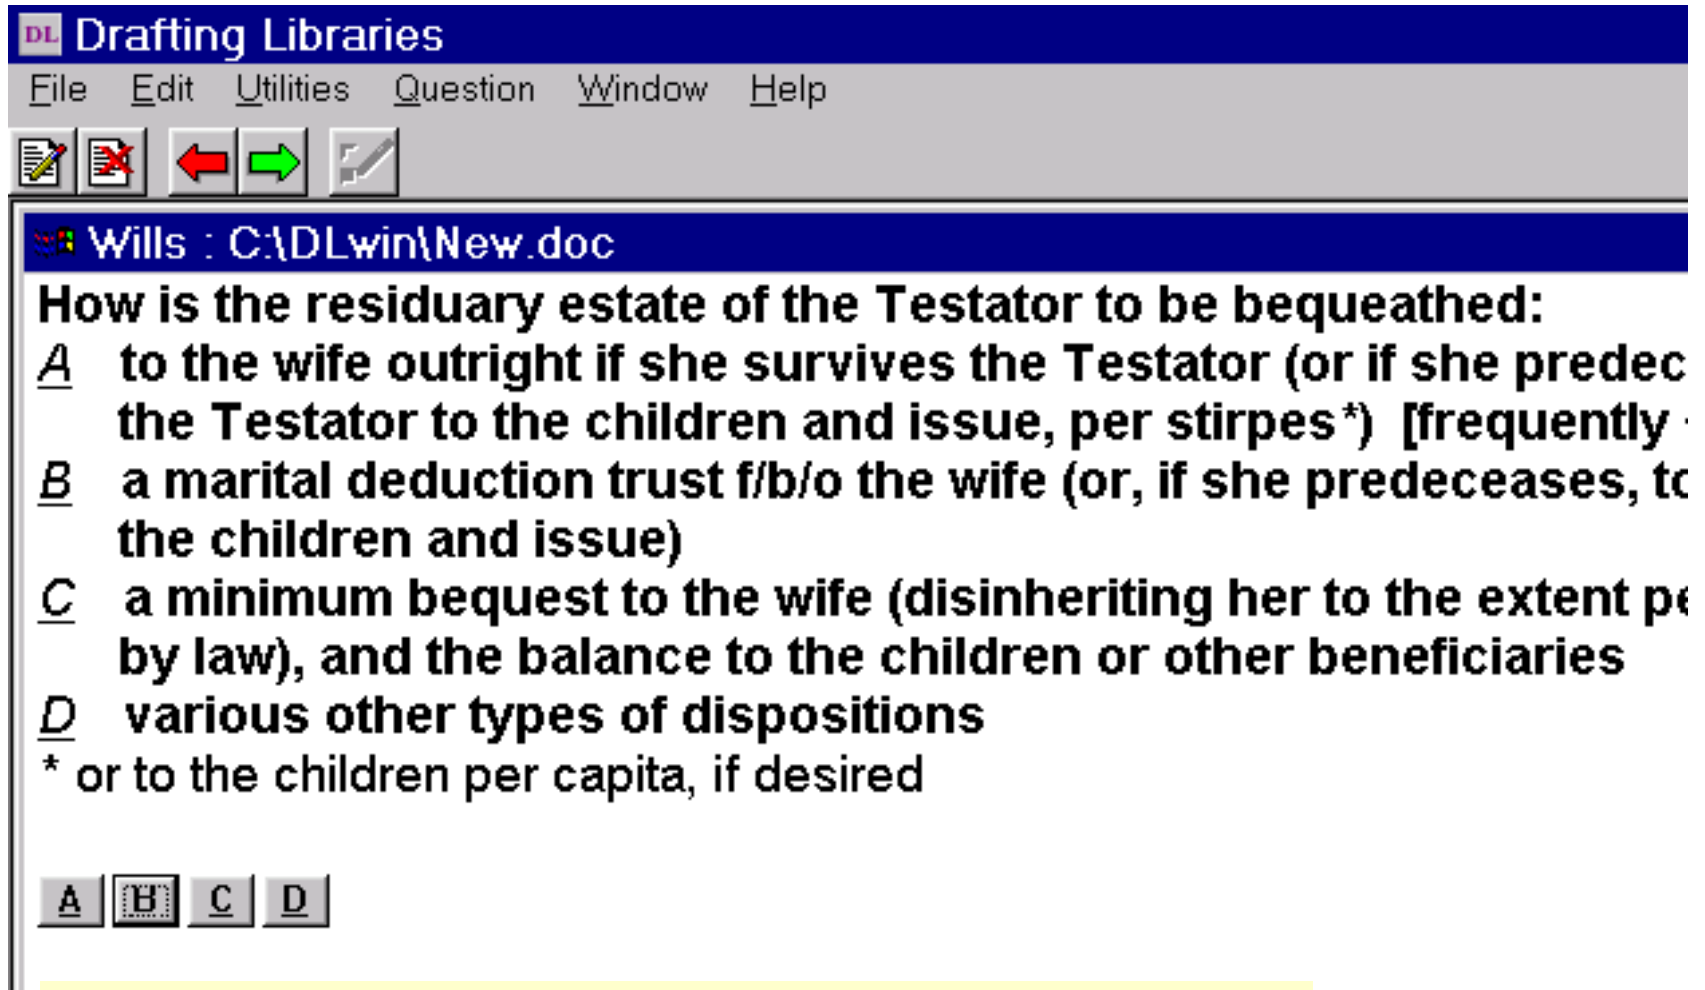 DL Drafting Libraries
File Edit Utilities Question Window Help
Wills : C:\DLwin\New.doc
How is the residuary estate of the Testator to be bequeathed:
A to the wife outright if she survives the Testator (or if she predec
the Testator to the children and issue, per stirpes*) [frequently
B a marital deduction trust f/b/o the wife (or, if she predeceases, to
the children and issue)
C a minimum bequest to the wife (disinheriting her to the extent pe
by law), and the balance to the children or other beneficiaries
D various other types of dispositions
* or to the children per capita, if desired
A B C D